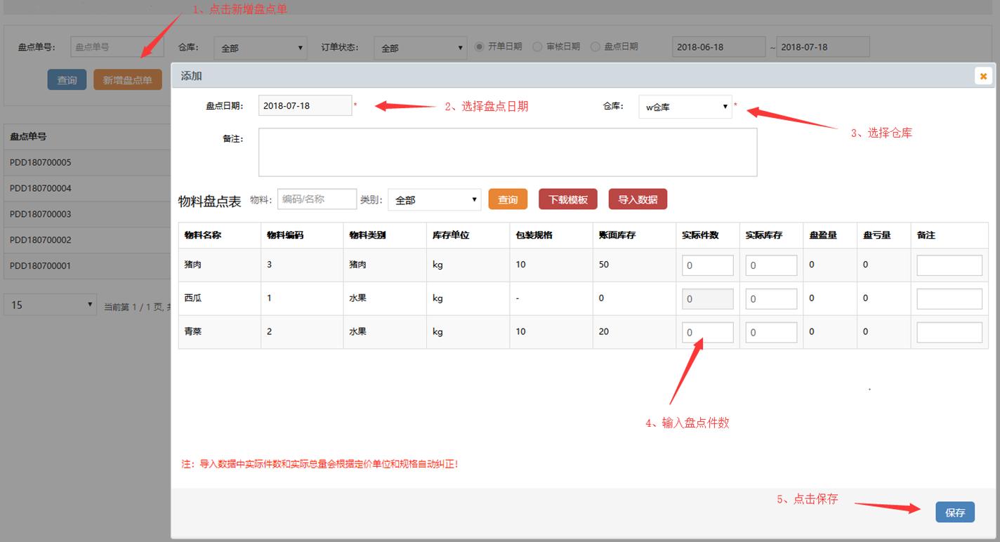 1、点击新增盘点单
盘点单号: 盘点单号 仓库: 全部 订单状态: 全部 开单日期 审核日期 盘点日期 2018-06-18 ~ 2018-07-18
查询 新增盘点单
添加
盘点日期: 2018-07-18 * 2、选择盘点日期 仓库: w仓库 *
3、选择仓库
备注:
盘点单号
PDD180700005
PDD180700004
PDD180700003
PDD180700002
PDD180700001
15 当前第 1 / 1 页,
物料盘点表 物料: 编码/名称 类别: 全部 查询 下载模板 导入数据
物料名称 物料编码 物料类别 库存单位 包装规格 账面库存 实际件数 实际库存 盘盈量 盘亏量 备注
猪肉 3 猪肉 kg 10 50 0 0 0 0
西瓜 1 水果 kg - 0 0 0 0 0
青菜 2 水果 kg 10 20 0 0 0 0
4、输入盘点件数
注: 导入数据中实际件数和实际总量会根据定价单位和规格自动纠正!
5、点击保存
保存